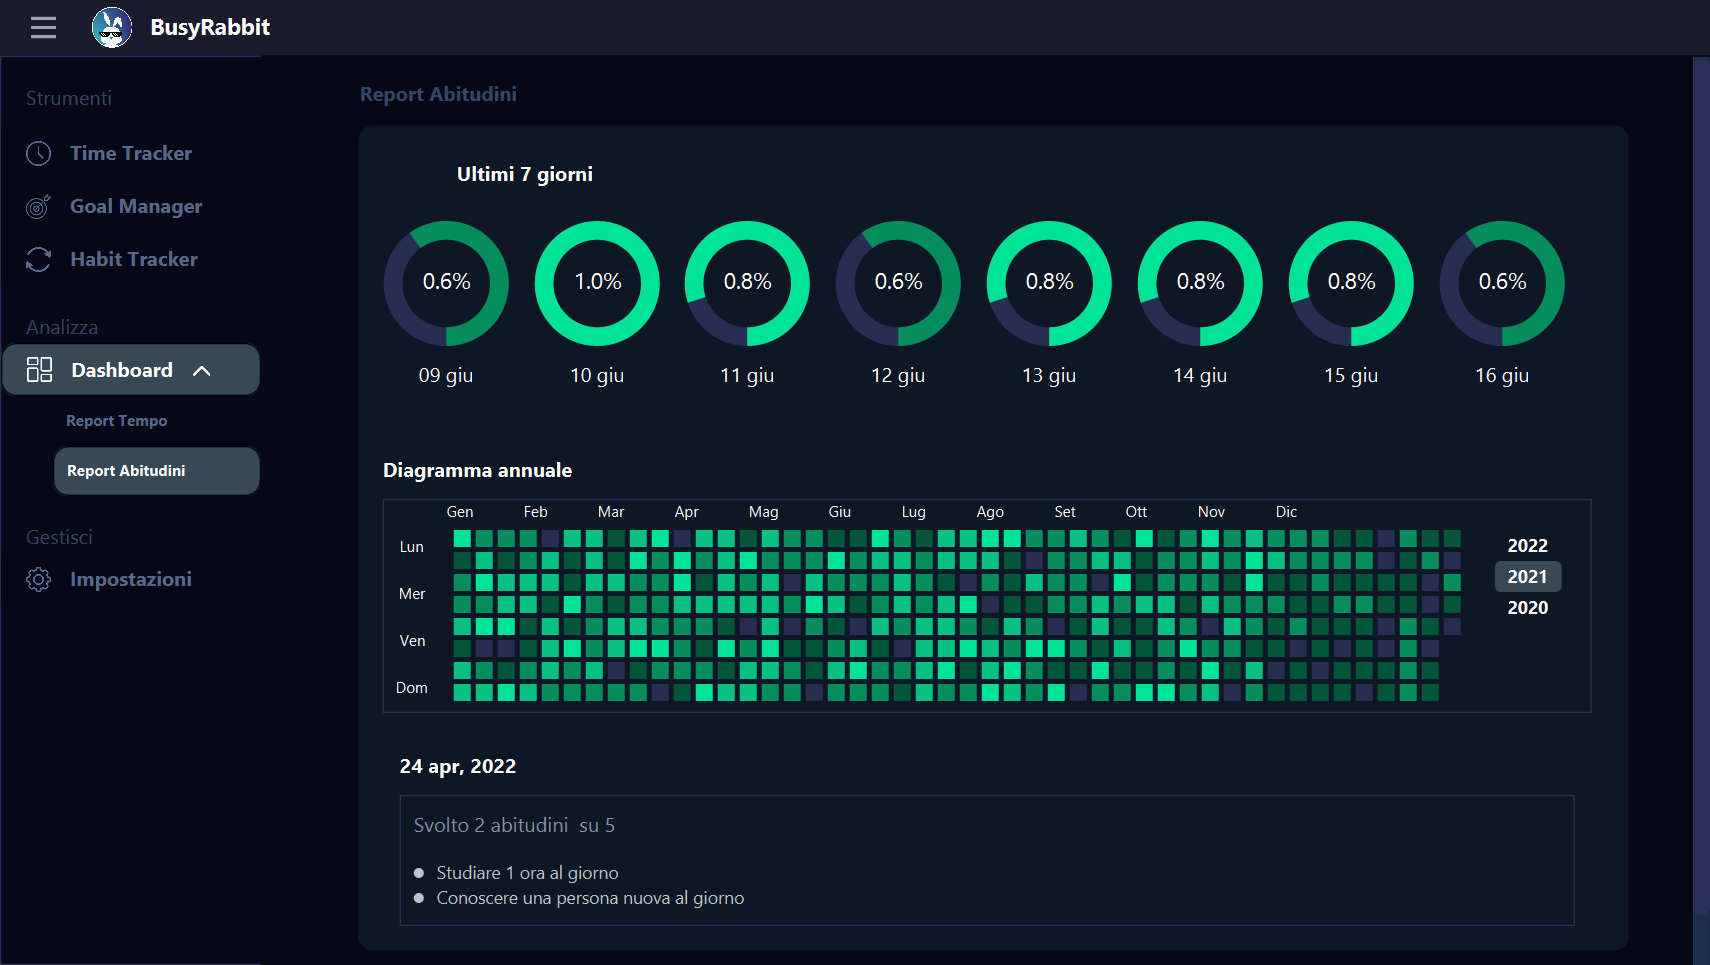 BusyRabbit
Strumenti
Time Tracker
Goal Manager
Habit Tracker
Analizza
Dashboard
Report Tempo
Report Abitudini
Gestisci
Impostazioni
Report Abitudini
Ultimi 7 giorni
0.6% 1.0% 0.8% 0.6% 0.8% 0.8% 0.8% 0.6%
09 giu 10 giu 11 giu 12 giu 13 giu 14 giu 15 giu 16 giu
Diagramma annuale
Gen Feb Mar Apr Mag Giu Lug Ago Set Ott Nov Dic
Lun
Mer
Ven
Dom
2022
2021
2020
24 apr, 2022
Svolto 2 abitudini  su 5
Studiare 1 ora al giorno
Conoscere una persona nuova al giorno